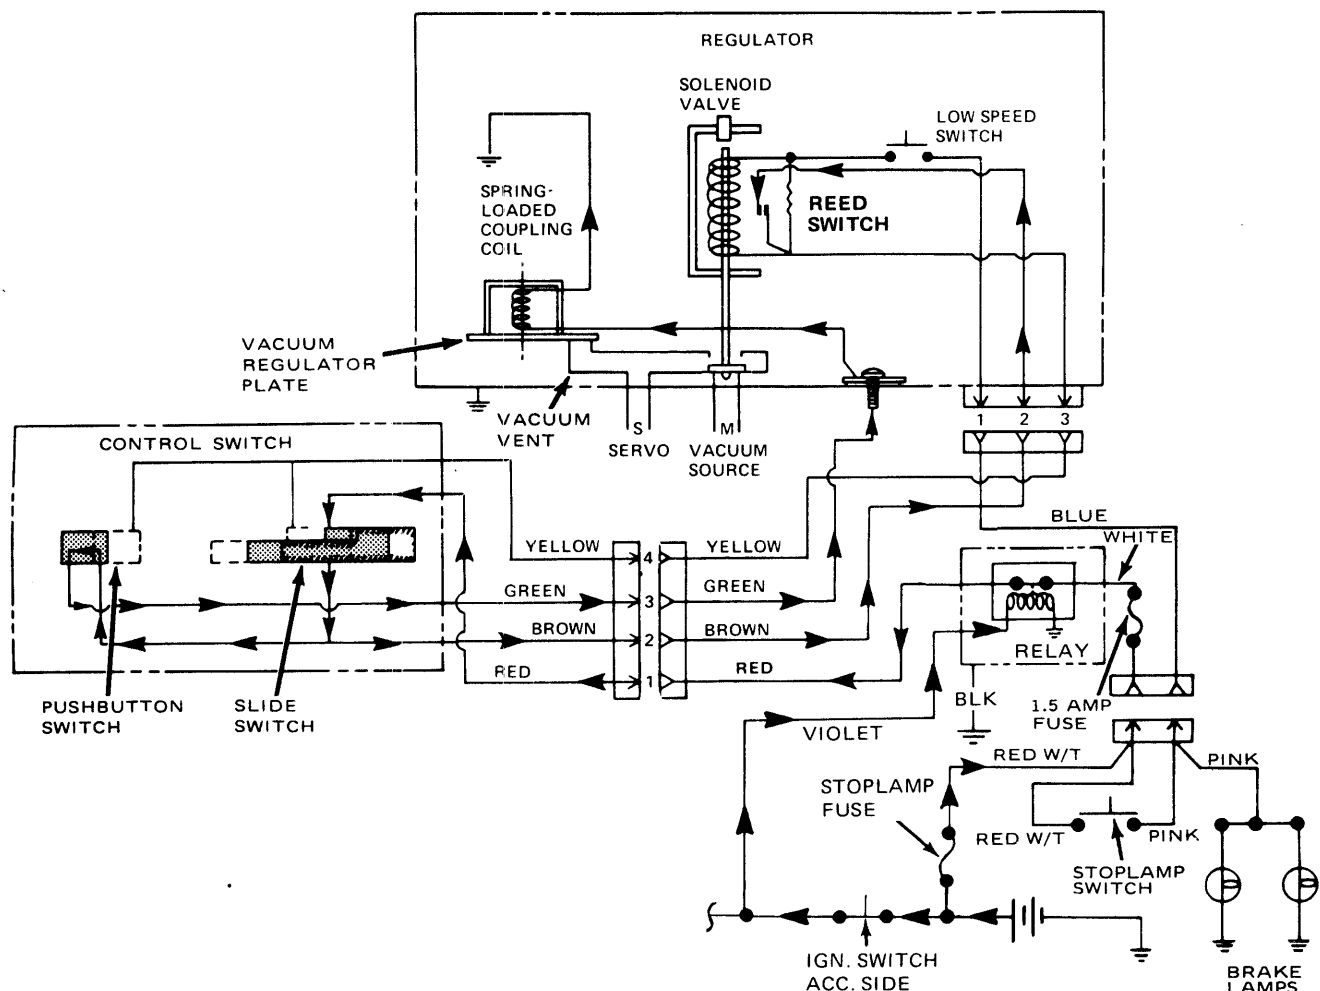 REGULATOR
SOLENOID
VALVE
LOW SPEED
SWITCH
SPRING-
LOADED
COUPLING
COIL
REED
SWITCH
VACUUM
REGULATOR
PLATE
VACUUM
VENT
S
SERVO
M
VACUUM
SOURCE
1 2 3
CONTROL SWITCH
BLUE
WHITE
YELLOW 4 YELLOW
GREEN 3 GREEN
BROWN 2 BROWN
RED 1 RED
RELAY
PUSHBUTTON
SWITCH
SLIDE
SWITCH
BLK
1.5 AMP
FUSE
VIOLET
RED W/T
PINK
STOPLAMP
FUSE
RED W/T
PINK
STOPLAMP
SWITCH
IGN. SWITCH
ACC. SIDE
BRAKE
LAMPS